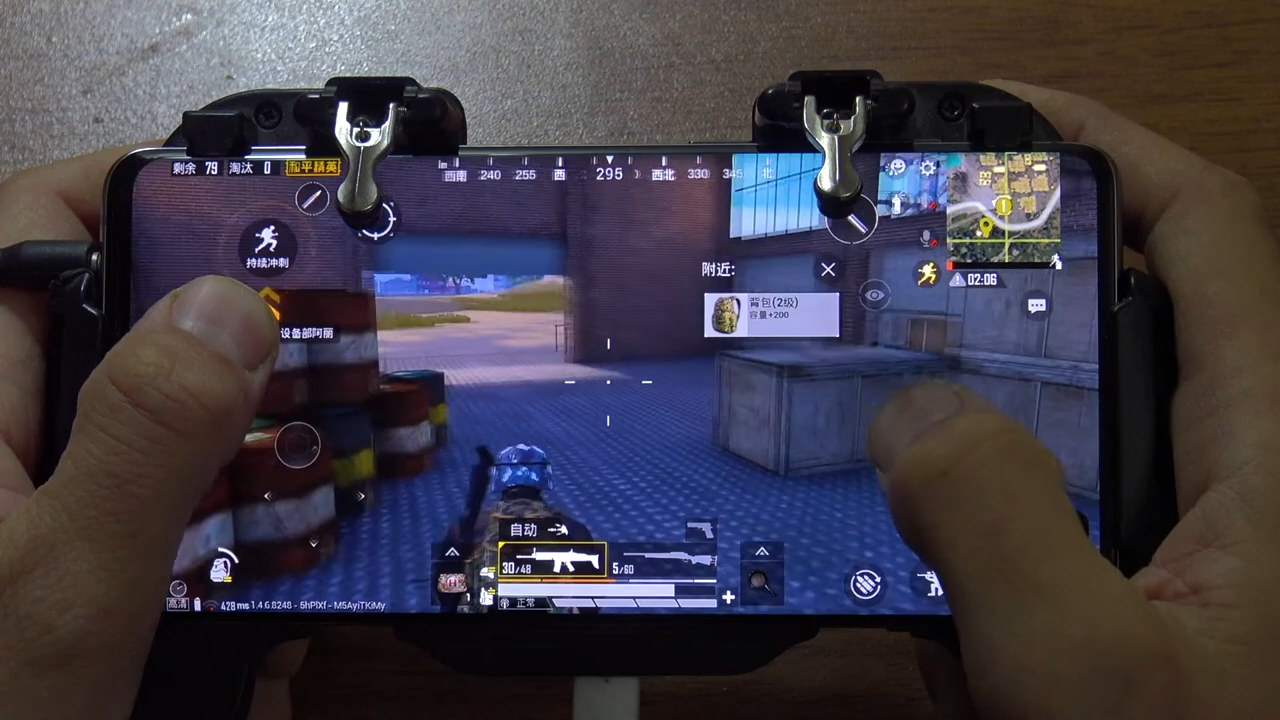 剩余 79 淘汰 0 和平精英
西南 240 255 西 295 西北 330 345 北
持续冲刺
附近:
背包(2级)
容量+200
02:06
设备部阿丽
自动
30/48
5/60
正常
高清 428 ms 1.4.6.8248 - 5hPlXf - M5AyiTKiMy